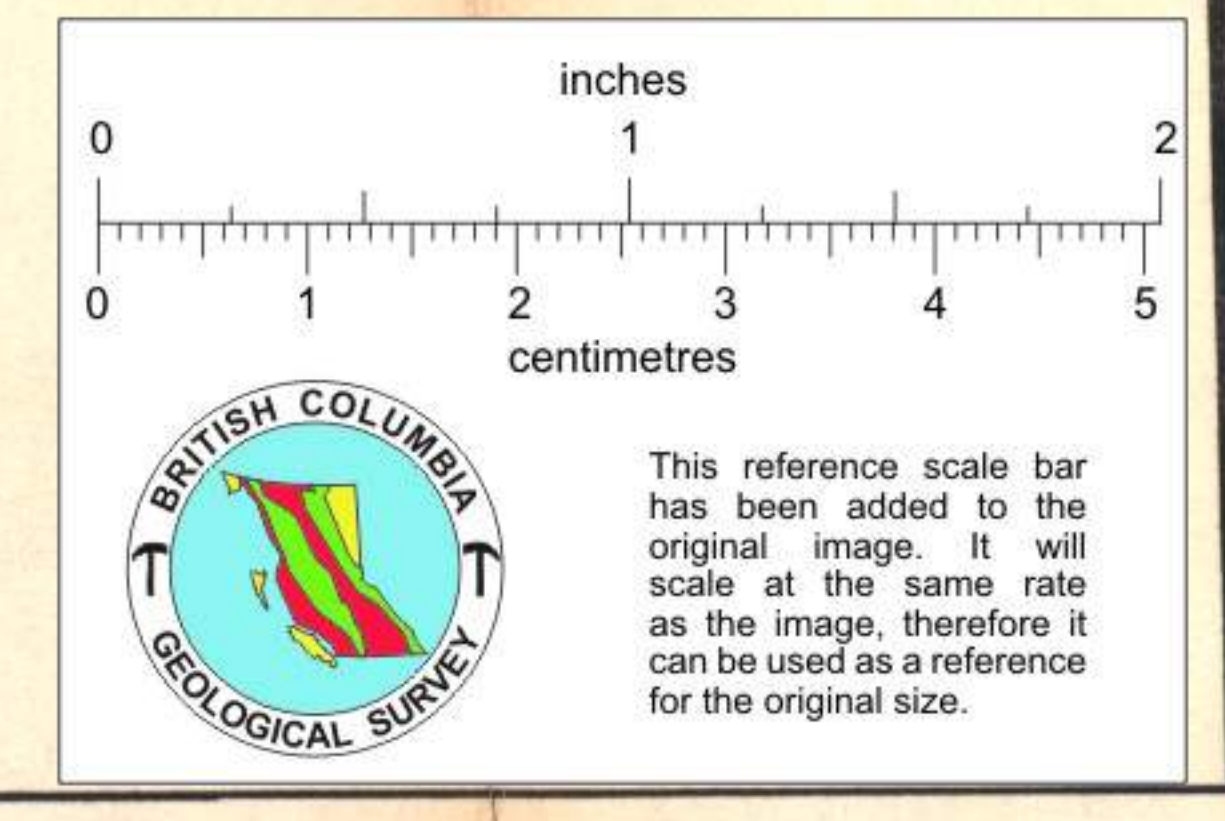 inches
0 1 2
0 1 2 3 4 5
centimetres
BRITISH COLUMBIA
GEOLOGICAL SURVEY
This reference scale bar
has been added to the
original image. It will
scale at the same rate
as the image, therefore it
can be used as a reference
for the original size.